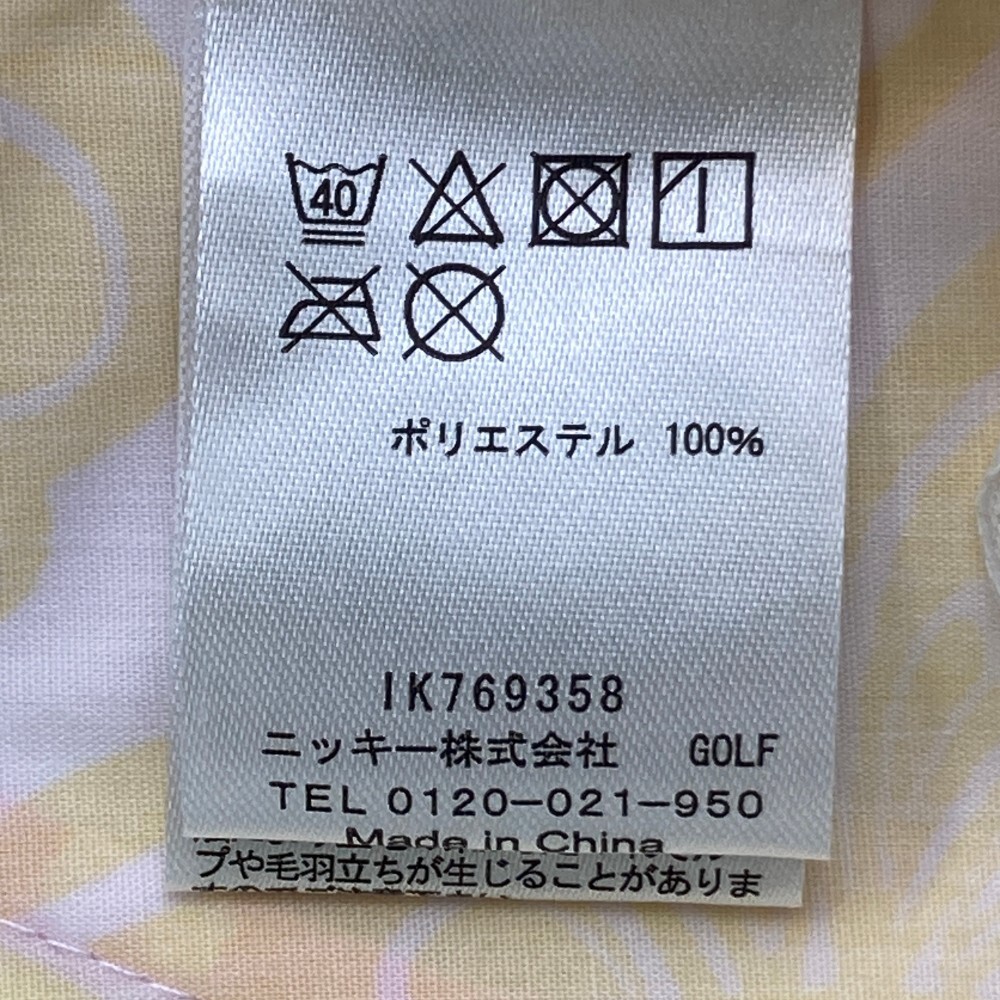 40
ポリエステル 100%
IK769358
ニッキー株式会社 GOLF
TEL 0120-021-950
Made in China
プや毛羽立ちが生じることがありま